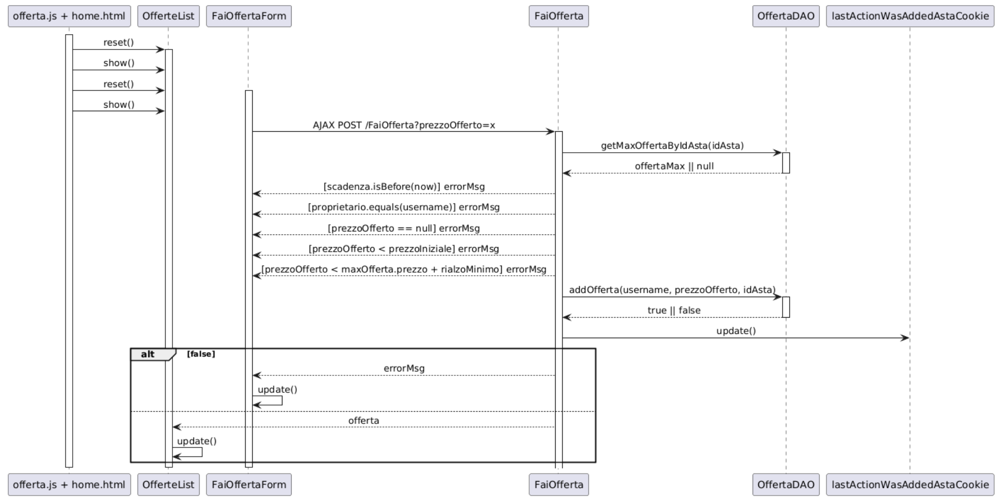 offerta.js + home.html
OfferteList
FaiOffertaForm
FaiOfferta
OffertaDAO
lastActionWasAddedAstaCookie
reset()
show()
reset()
show()
AJAX POST /FaiOfferta?prezzoOfferto=x
getMaxOffertaByIdAsta(idAsta)
offertaMax || null
[scadenza.isBefore(now)] errorMsg
[proprietario.equals(username)] errorMsg
[prezzoOfferto == null] errorMsg
[prezzoOfferto < prezzoIniziale] errorMsg
[prezzoOfferto < maxOfferta.prezzo + rialzoMinimo] errorMsg
addOfferta(username, prezzoOfferto, idAsta)
true || false
update()
alt
[false]
errorMsg
update()
offerta
update()
offerta.js + home.html
OfferteList
FaiOffertaForm
FaiOfferta
OffertaDAO
lastActionWasAddedAstaCookie